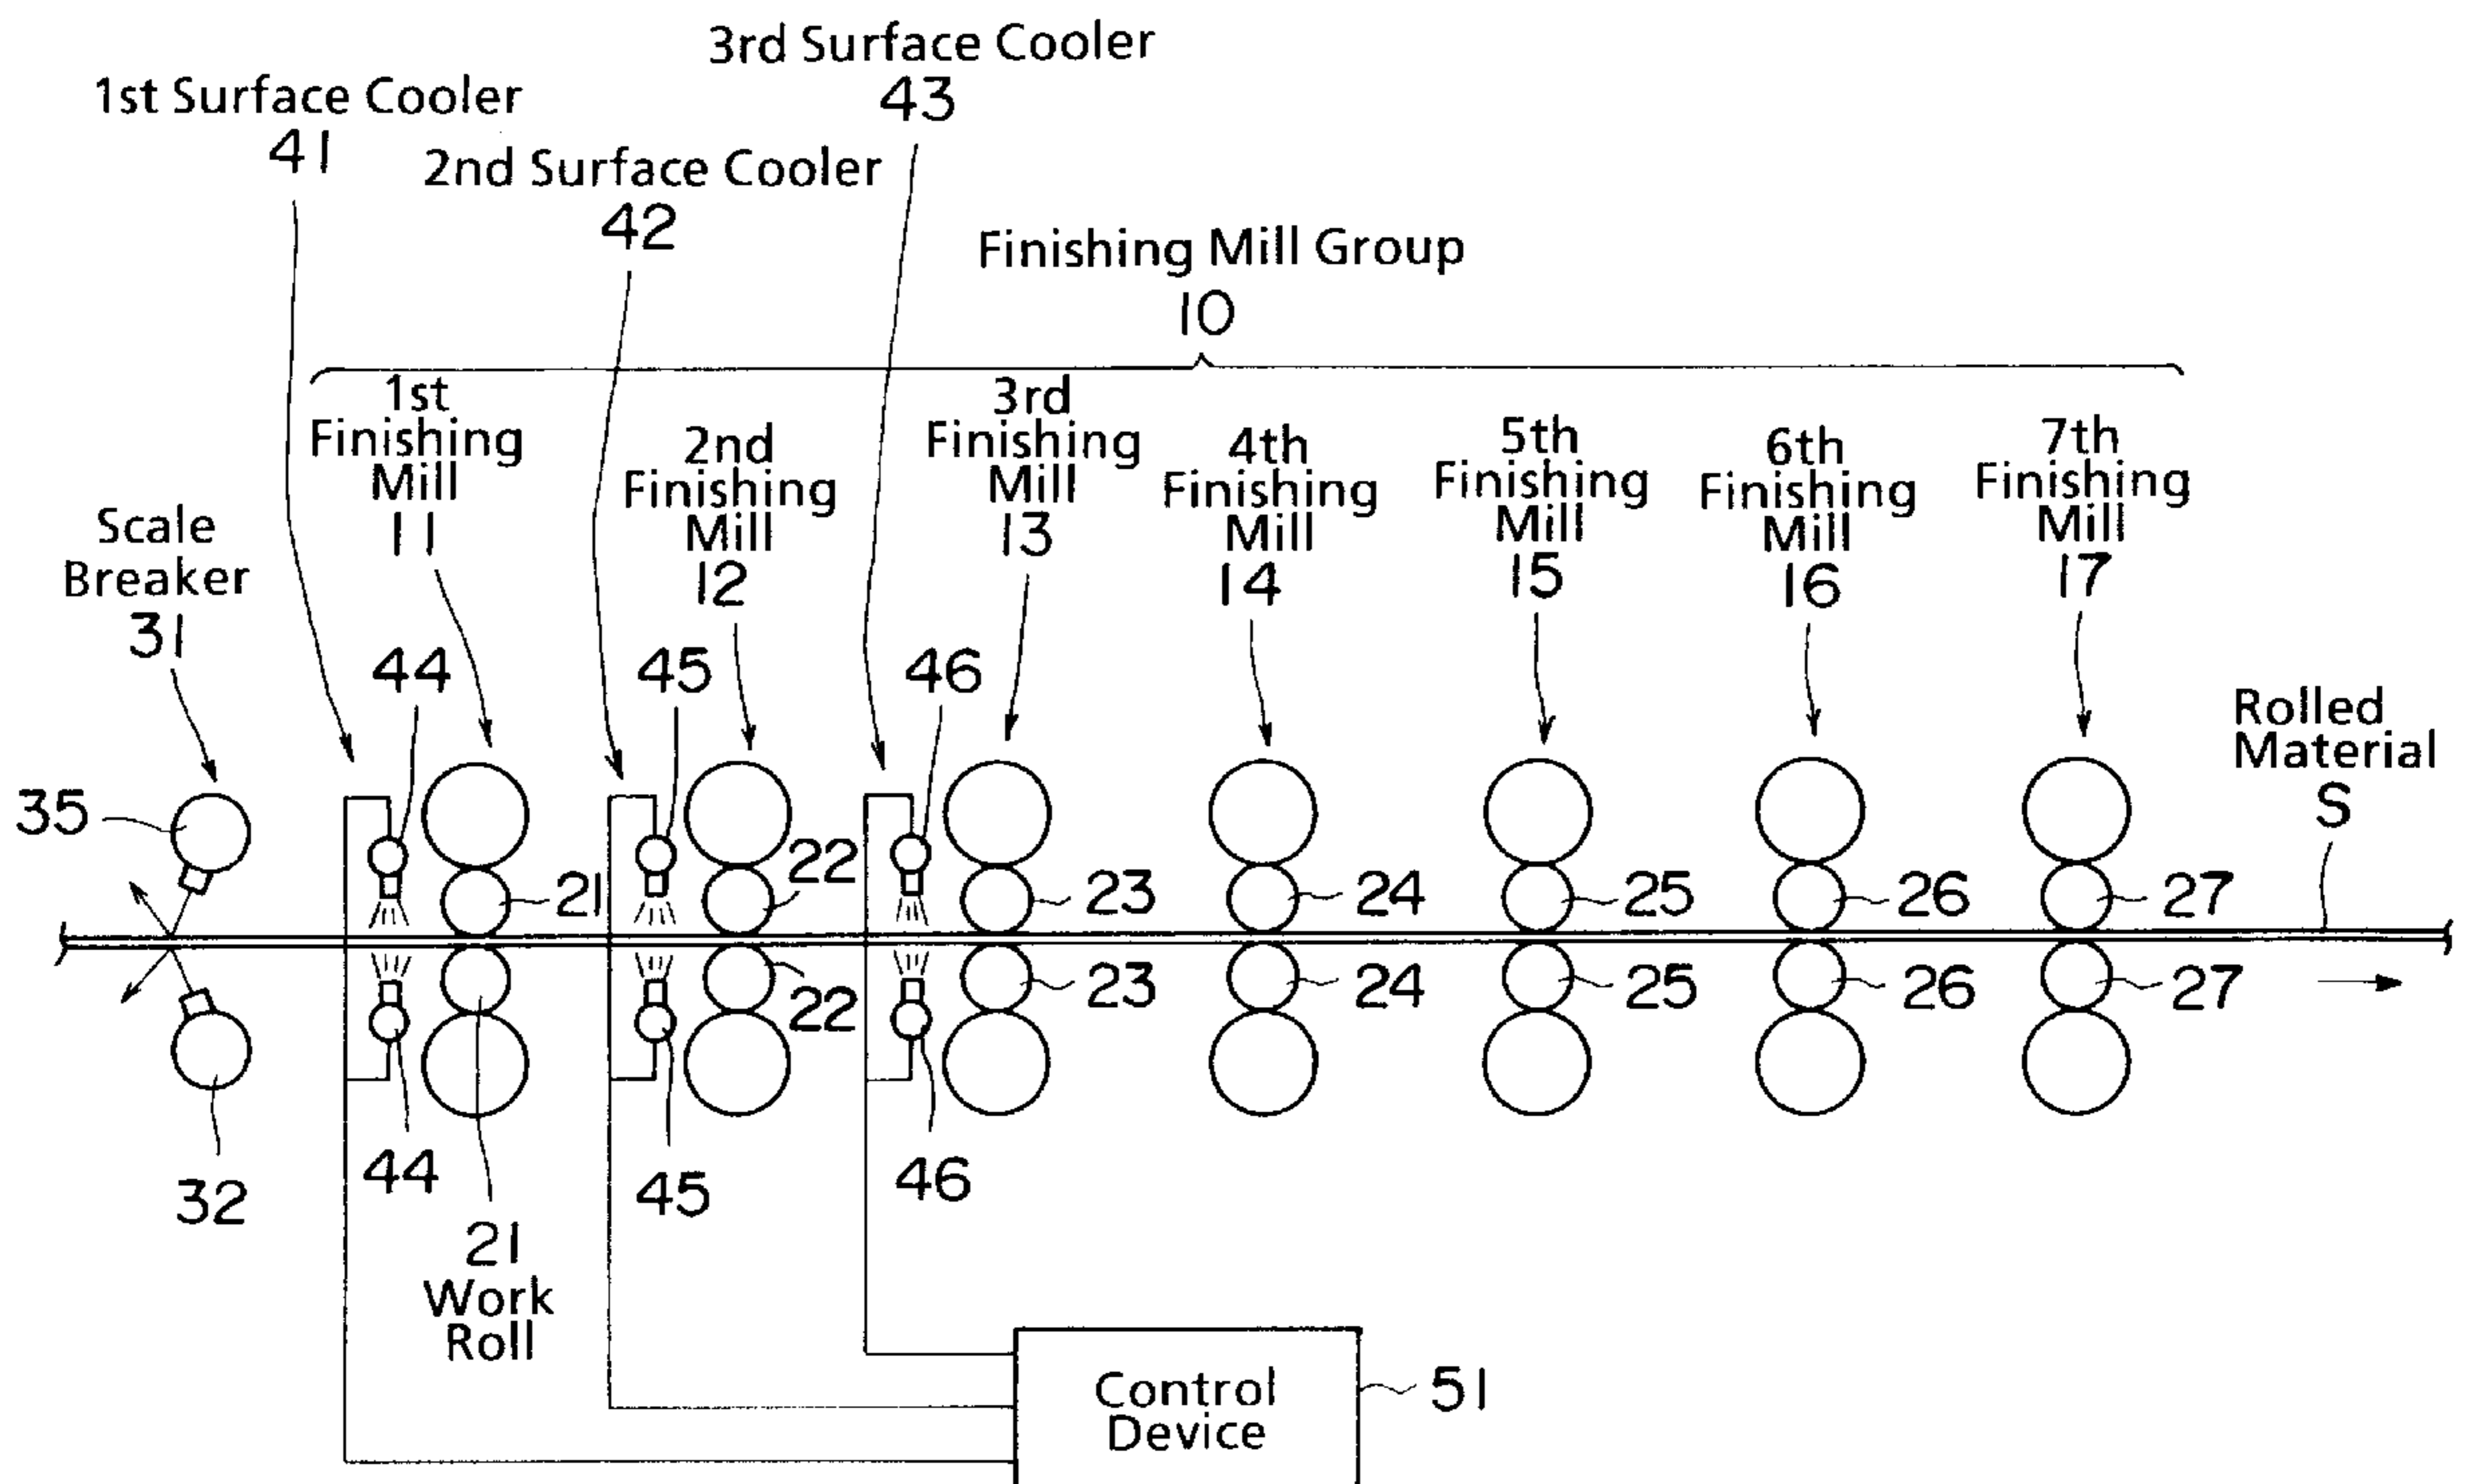 3rd Surface Cooler
43
1st Surface Cooler
41
2nd Surface Cooler
42
Finishing Mill Group
10
1st
Finishing
Mill
11
2nd
Finishing
Mill
12
3rd
Finishing
Mill
13
4th
Finishing
Mill
14
5th
Finishing
Mill
15
6th
Finishing
Mill
16
7th
Finishing
Mill
17
Scale
Breaker
31
44
45
46
Rolled
Material
S
35
21
22
23
24
25
26
27
22
23
24
25
26
27
32
44
45
46
21
Work
Roll
Control
Device
51